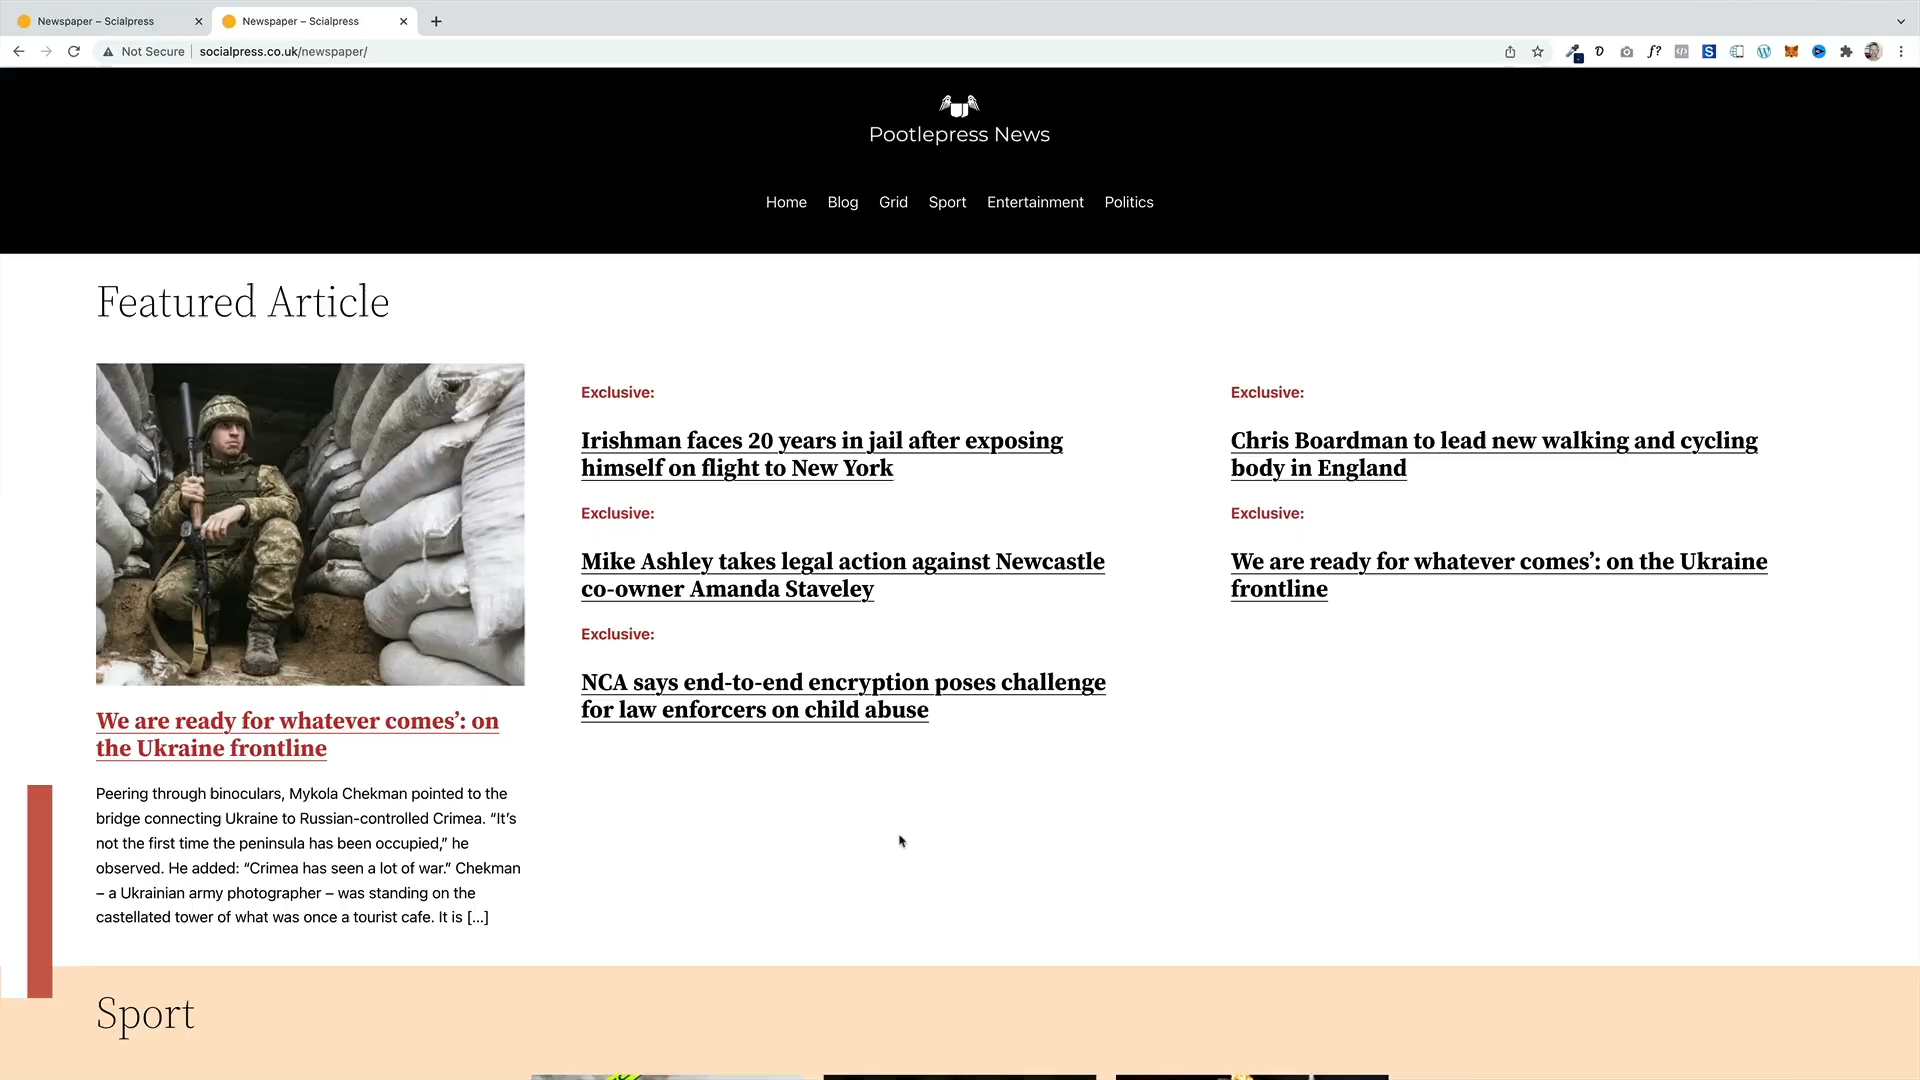 Newspaper – Scialpress
Newspaper – Scialpress
Not Secure
socialpress.co.uk/newspaper/
Pootlepress News
Home Blog Grid Sport Entertainment Politics
Featured Article
We are ready for whatever comes’: on
the Ukraine frontline
Peering through binoculars, Mykola Chekman pointed to the
bridge connecting Ukraine to Russian-controlled Crimea. “It’s
not the first time the peninsula has been occupied,” he
observed. He added: “Crimea has seen a lot of war.” Chekman
– a Ukrainian army photographer – was standing on the
castellated tower of what was once a tourist cafe. It is […]
Exclusive:
Irishman faces 20 years in jail after exposing
himself on flight to New York
Exclusive:
Mike Ashley takes legal action against Newcastle
co-owner Amanda Staveley
Exclusive:
NCA says end-to-end encryption poses challenge
for law enforcers on child abuse
Exclusive:
Chris Boardman to lead new walking and cycling
body in England
Exclusive:
We are ready for whatever comes’: on the Ukraine
frontline
Sport